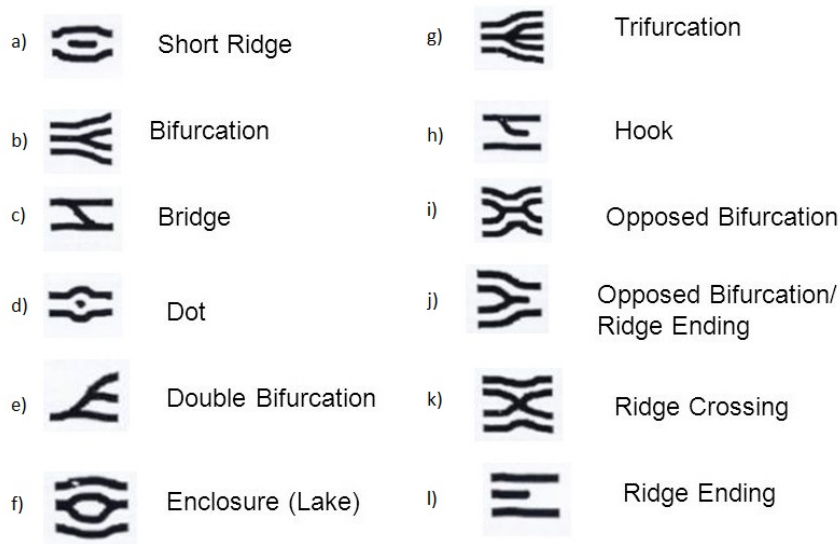 a) Short Ridge
b) Bifurcation
c) Bridge
d) Dot
e) Double Bifurcation
f) Enclosure (Lake)
g) Trifurcation
h) Hook
i) Opposed Bifurcation
j) Opposed Bifurcation/
Ridge Ending
k) Ridge Crossing
l) Ridge Ending